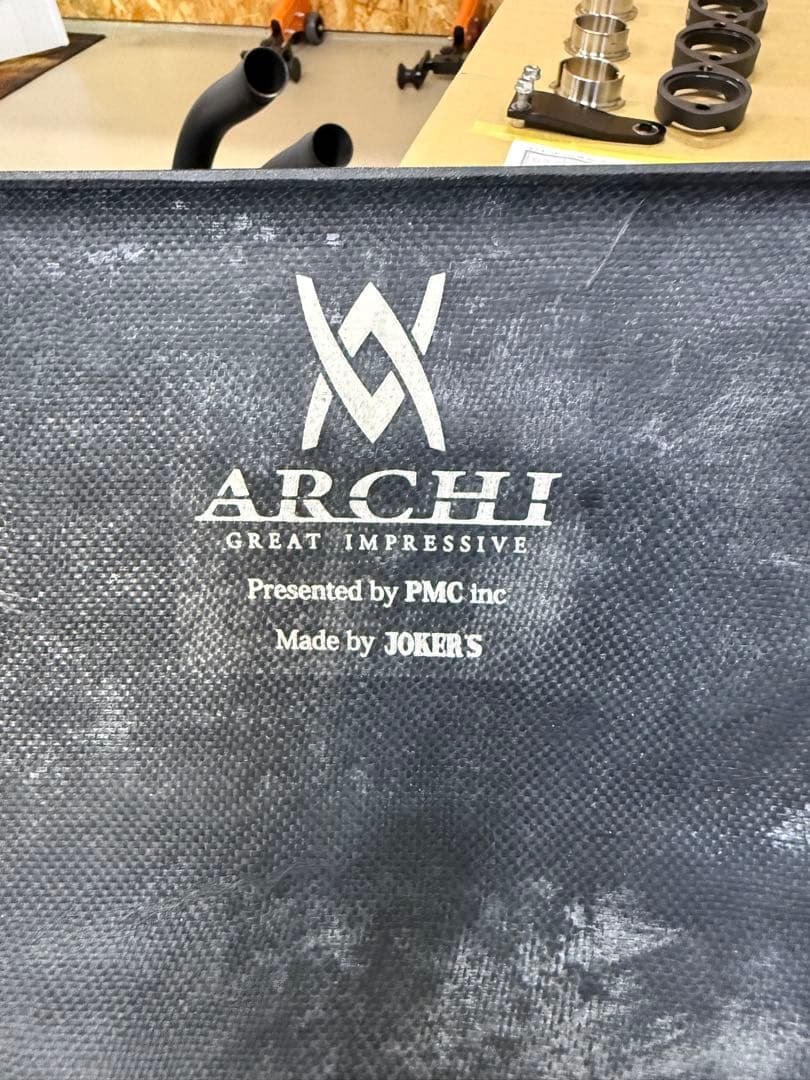 ARCHI
GREAT IMPRESSIVE
Presented by PMC inc
Made by JOKER'S